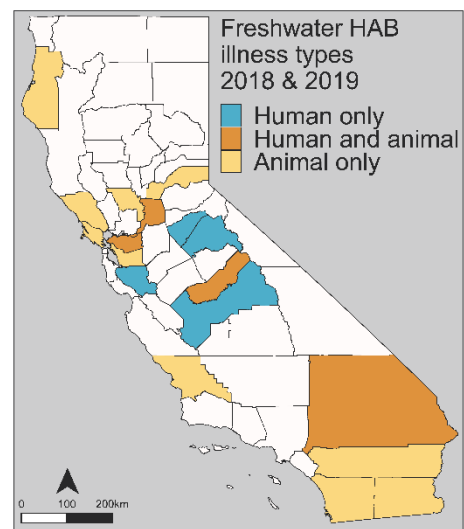 Freshwater HAB
illness types
2018 & 2019
Human only
Human and animal
Animal only
0 100 200km